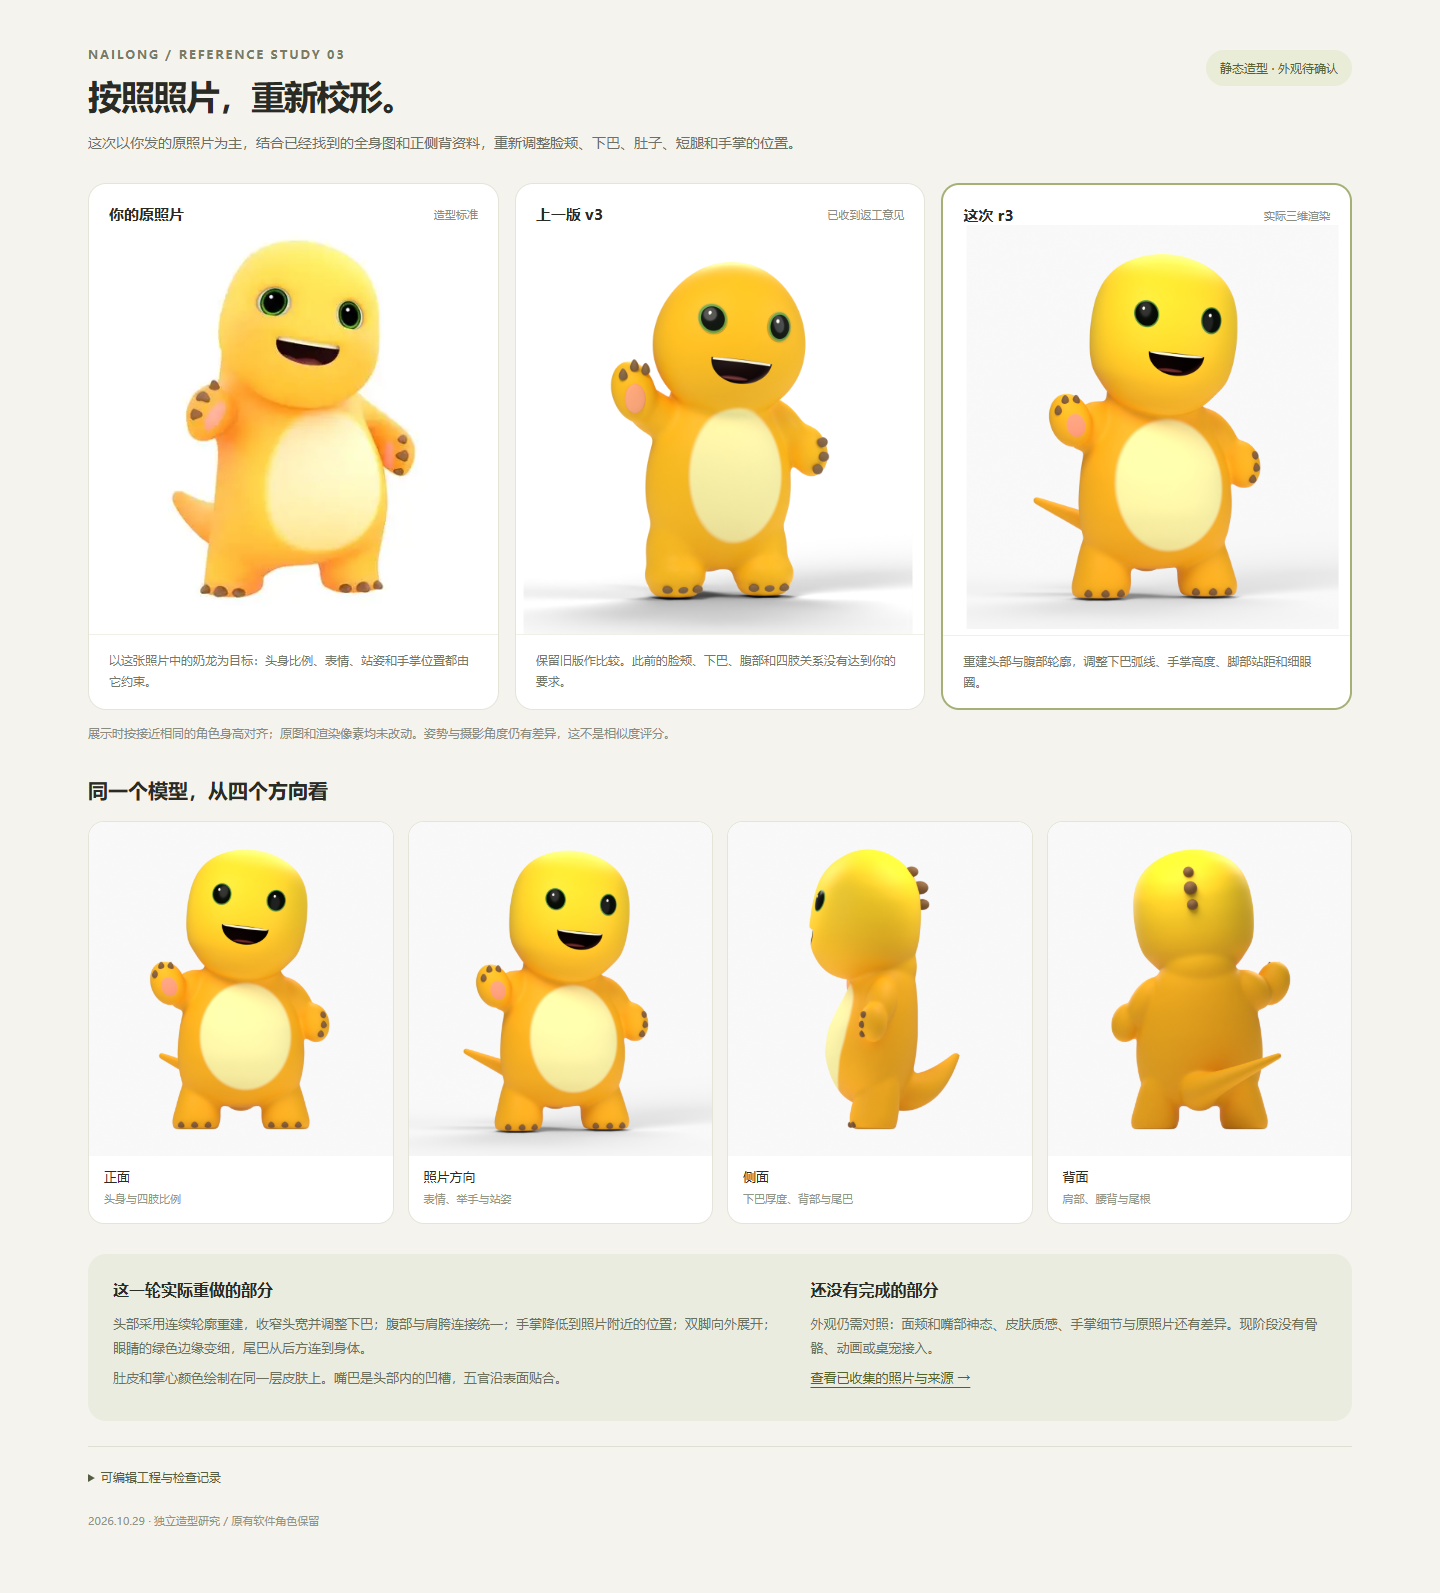 NAILONG / REFERENCE STUDY 03
按照照片，重新校形。
静态造型 · 外观待确认
这次以你发的原照片为主，结合已经找到的全身图和正侧背资料，重新调整脸颊、下巴、肚子、短腿和手掌的位置。
你的原照片
造型标准
以这张照片中的奶龙为目标：头身比例、表情、站姿和手掌位置都由
它约束。
上一版 v3
已收到返工意见
保留旧版作比较。此前的脸颊、下巴、腹部和四肢关系没有达到你的
要求。
这次 r3
实际三维渲染
重建头部与腹部轮廓，调整下巴弧线、手掌高度、脚部站距和细眼
圈。
展示时按接近相同的角色身高对齐；原图和渲染像素均未改动。姿势与摄影角度仍有差异，这不是相似度评分。
同一个模型，从四个方向看
正面
头身与四肢比例
照片方向
表情、举手与站姿
侧面
下巴厚度、背部与尾巴
背面
肩部、腰背与尾根
这一轮实际重做的部分
头部采用连续轮廓重建，收窄头宽并调整下巴；腹部与肩胯连接统一；手掌降低到照片附近的位置；双脚向外展开；
眼睛的绿色边缘变细，尾巴从后方连到身体。
肚皮和掌心颜色绘制在同一层皮肤上。嘴巴是头部内的凹槽，五官沿表面贴合。
还没有完成的部分
外观仍需对照：面颊和嘴部神态、皮肤质感、手掌细节与原照片还有差异。现阶段没有骨
骼、动画或桌宠接入。
查看已收集的照片与来源 →
▶ 可编辑工程与检查记录
2026.10.29 · 独立造型研究 / 原有软件角色保留